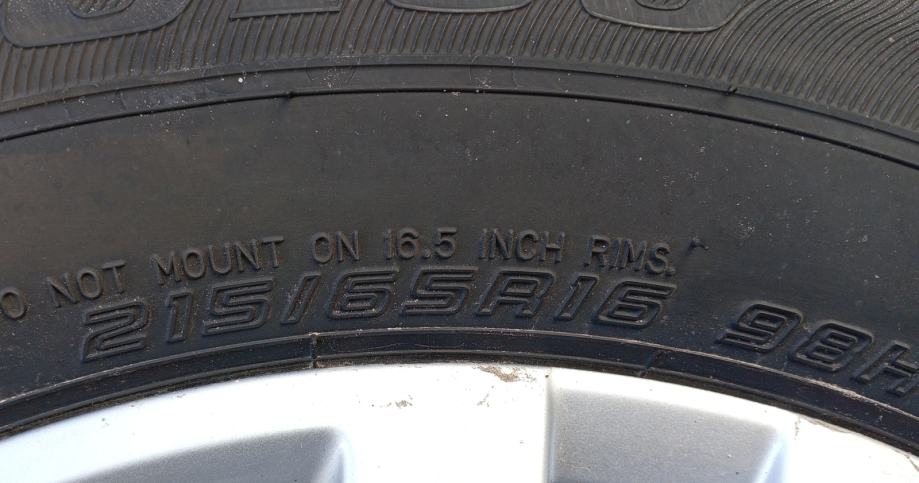 O NOT MOUNT ON 16.5 INCH RIMS.
215/65R16 98H